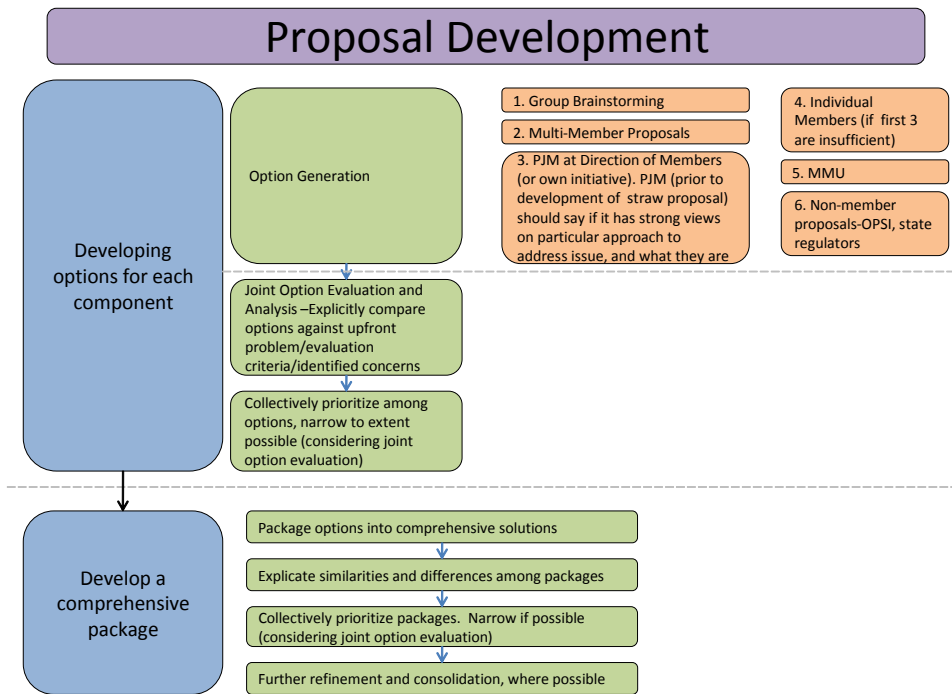 Proposal Development
Developing
options for each
component
Option Generation
1. Group Brainstorming
2. Multi-Member Proposals
3. PJM at Direction of Members
(or own initiative). PJM (prior to
development of  straw proposal)
should say if it has strong views
on particular approach to
address issue, and what they are
4. Individual
Members (if  first 3
are insufficient)
5. MMU
6. Non-member
proposals-OPSI, state
regulators
Joint Option Evaluation and
Analysis –Explicitly compare
options against upfront
problem/evaluation
criteria/identified concerns
Collectively prioritize among
options, narrow to extent
possible (considering joint
option evaluation)
Develop a
comprehensive
package
Package options into comprehensive solutions
Explicate similarities and differences among packages
Collectively prioritize packages.  Narrow if possible
(considering joint option evaluation)
Further refinement and consolidation, where possible